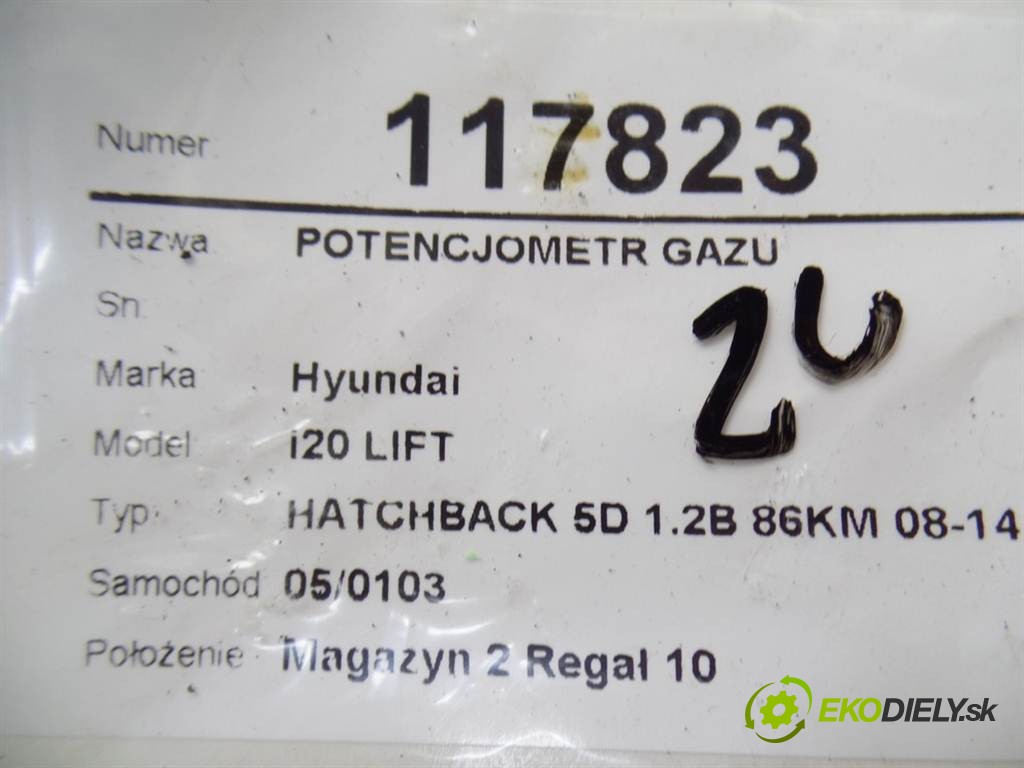 Numer 117823
Nazwa POTENCJOMETR GAZU
Sn
Marka Hyundai
Model i20 LIFT
Typ HATCHBACK 5D 1.2B 86KM 08-14
Samochód 05/0103
Położenie Magazyn 2 Regał 10
EKODIELY.sk